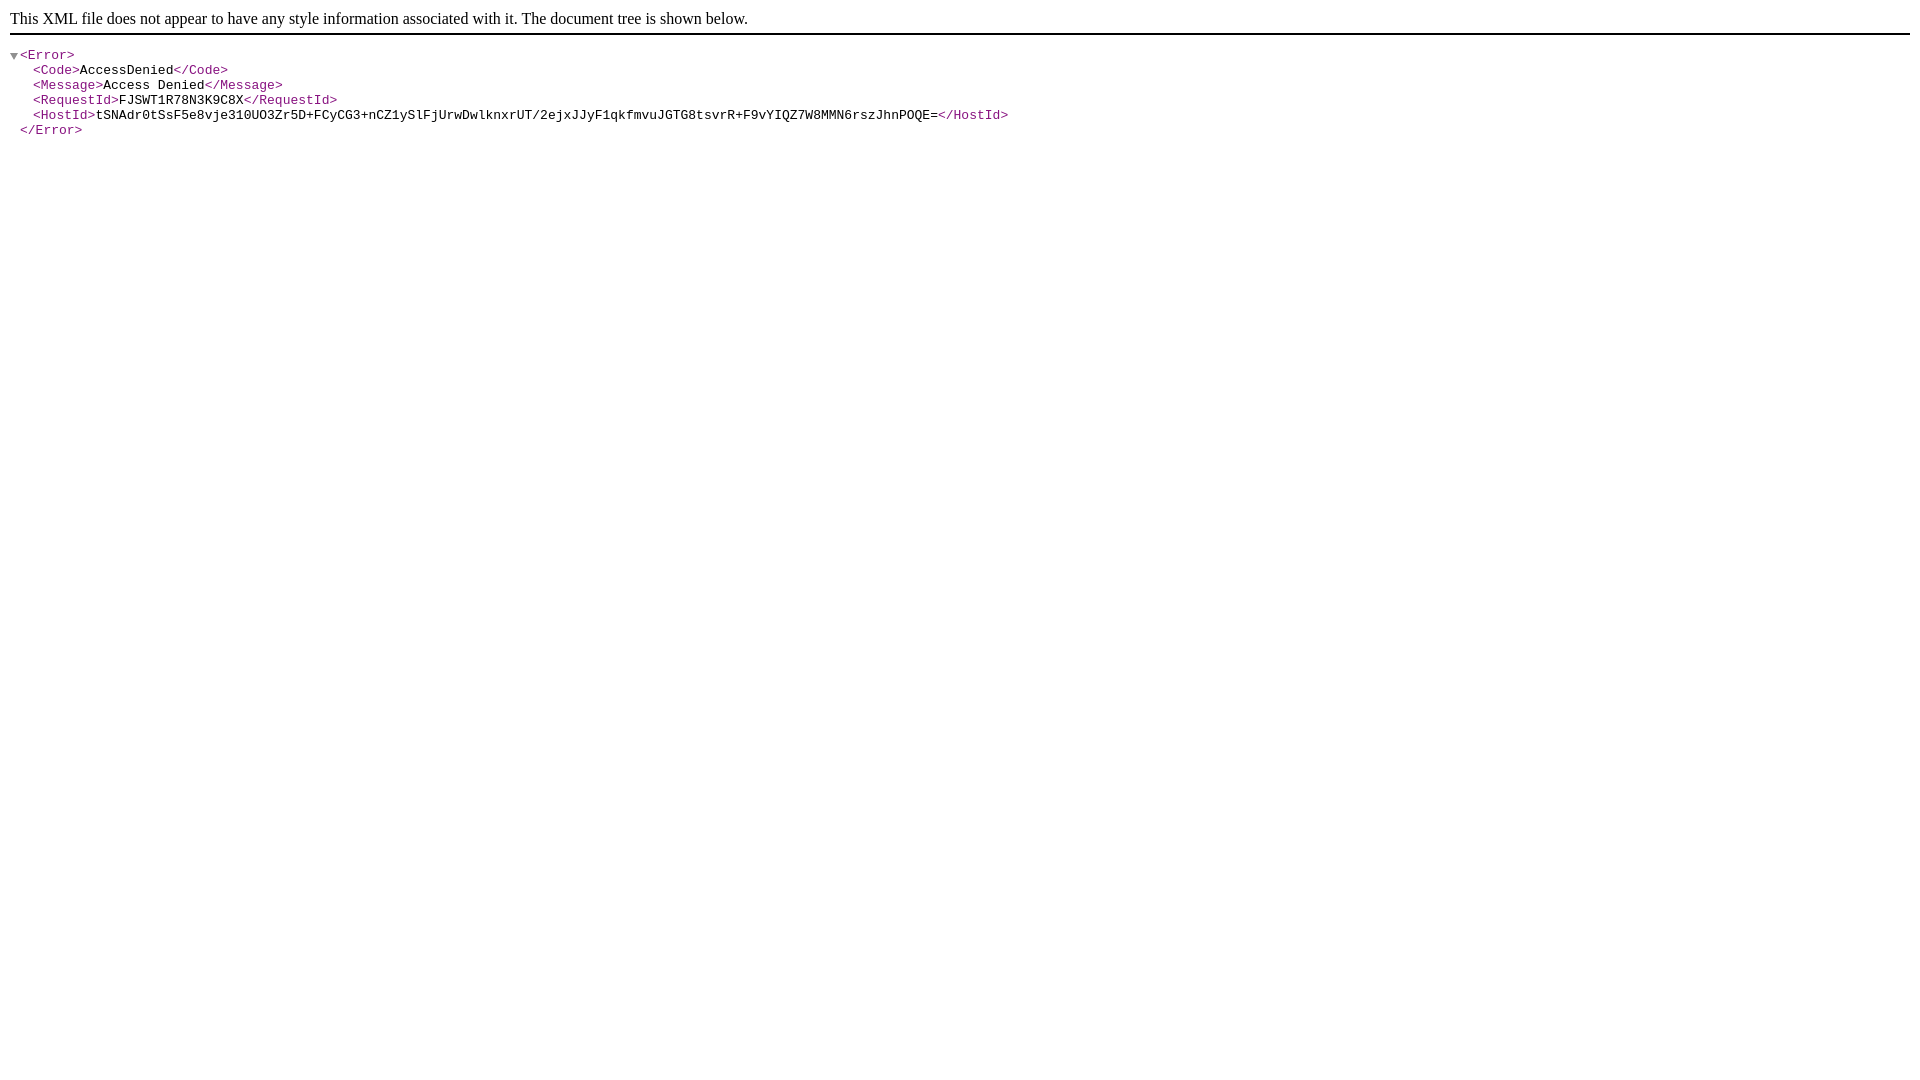 This XML file does not appear to have any style information associated with it. The document tree is shown below.
<Error>
<Code>AccessDenied</Code>
<Message>Access Denied</Message>
<RequestId>FJSWT1R78N3K9C8X</RequestId>
<HostId>tSNAdr0tSsF5e8vje310UO3Zr5D+FCyCG3+nCZ1ySlFjUrwDwlknxrUT/2ejxJJyF1qkfmvuJGTG8tsvrR+F9vYIQZ7W8MMN6rszJhnPOQE=</HostId>
</Error>